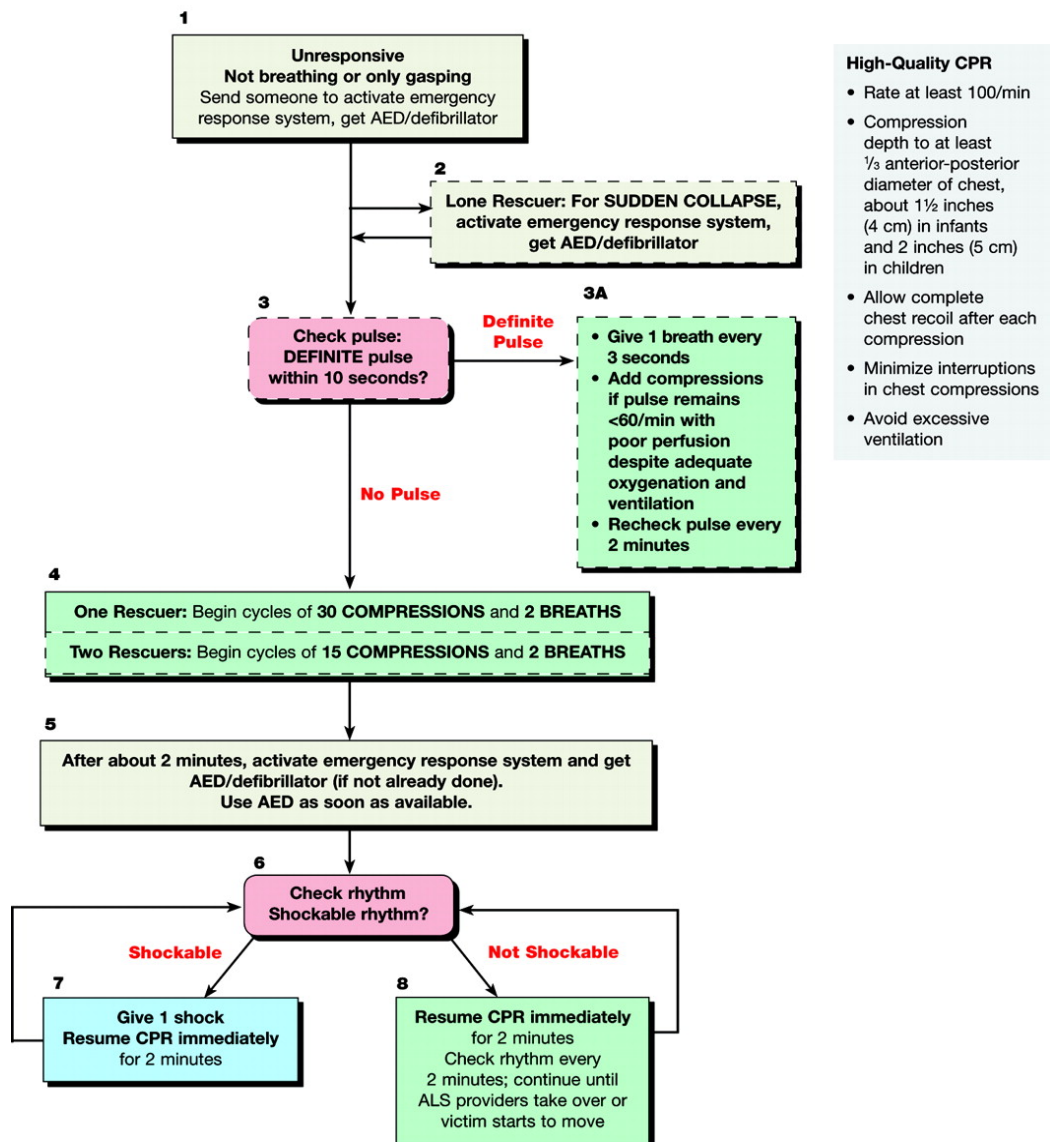 1
Unresponsive
Not breathing or only gasping
Send someone to activate emergency
response system, get AED/defibrillator
2
Lone Rescuer: For SUDDEN COLLAPSE,
activate emergency response system,
get AED/defibrillator
3
Check pulse:
DEFINITE pulse
within 10 seconds?
Definite
Pulse
3A
• Give 1 breath every
3 seconds
• Add compressions
if pulse remains
<60/min with
poor perfusion
despite adequate
oxygenation and
ventilation
• Recheck pulse every
2 minutes
No Pulse
4
One Rescuer: Begin cycles of 30 COMPRESSIONS and 2 BREATHS
Two Rescuers: Begin cycles of 15 COMPRESSIONS and 2 BREATHS
5
After about 2 minutes, activate emergency response system and get
AED/defibrillator (if not already done).
Use AED as soon as available.
6
Check rhythm
Shockable rhythm?
Shockable
Not Shockable
7
Give 1 shock
Resume CPR immediately
for 2 minutes
8
Resume CPR immediately
for 2 minutes
Check rhythm every
2 minutes; continue until
ALS providers take over or
victim starts to move
High-Quality CPR
• Rate at least 100/min
• Compression
depth to at least
⅓ anterior-posterior
diameter of chest,
about 1½ inches
(4 cm) in infants
and 2 inches (5 cm)
in children
• Allow complete
chest recoil after each
compression
• Minimize interruptions
in chest compressions
• Avoid excessive
ventilation